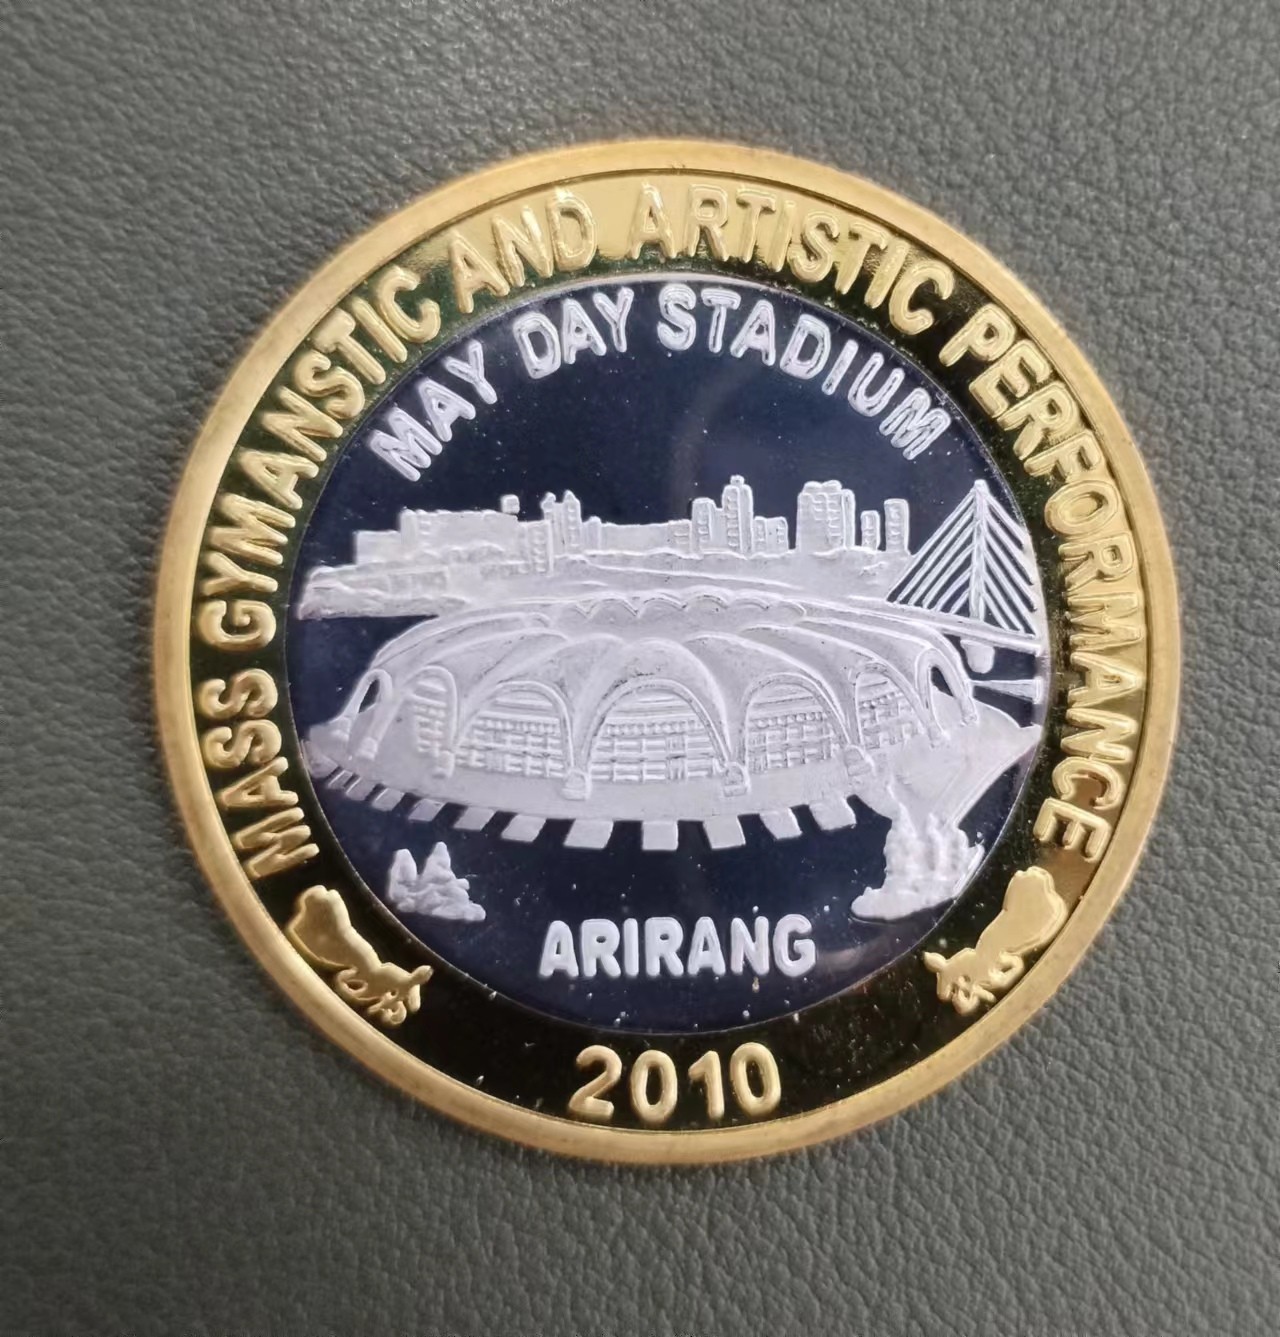 MASS GYMANSTIC AND ARTISTIC PERFORMANCE
MAY DAY STADIUM
ARIRANG
2010